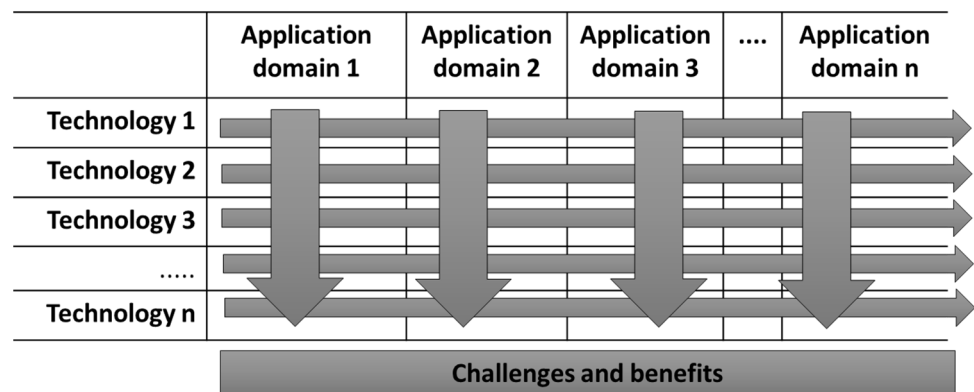 Application domain 1
Application domain 2
Application domain 3
....
Application domain n
Technology 1
Technology 2
Technology 3
.....
Technology n
Challenges and benefits